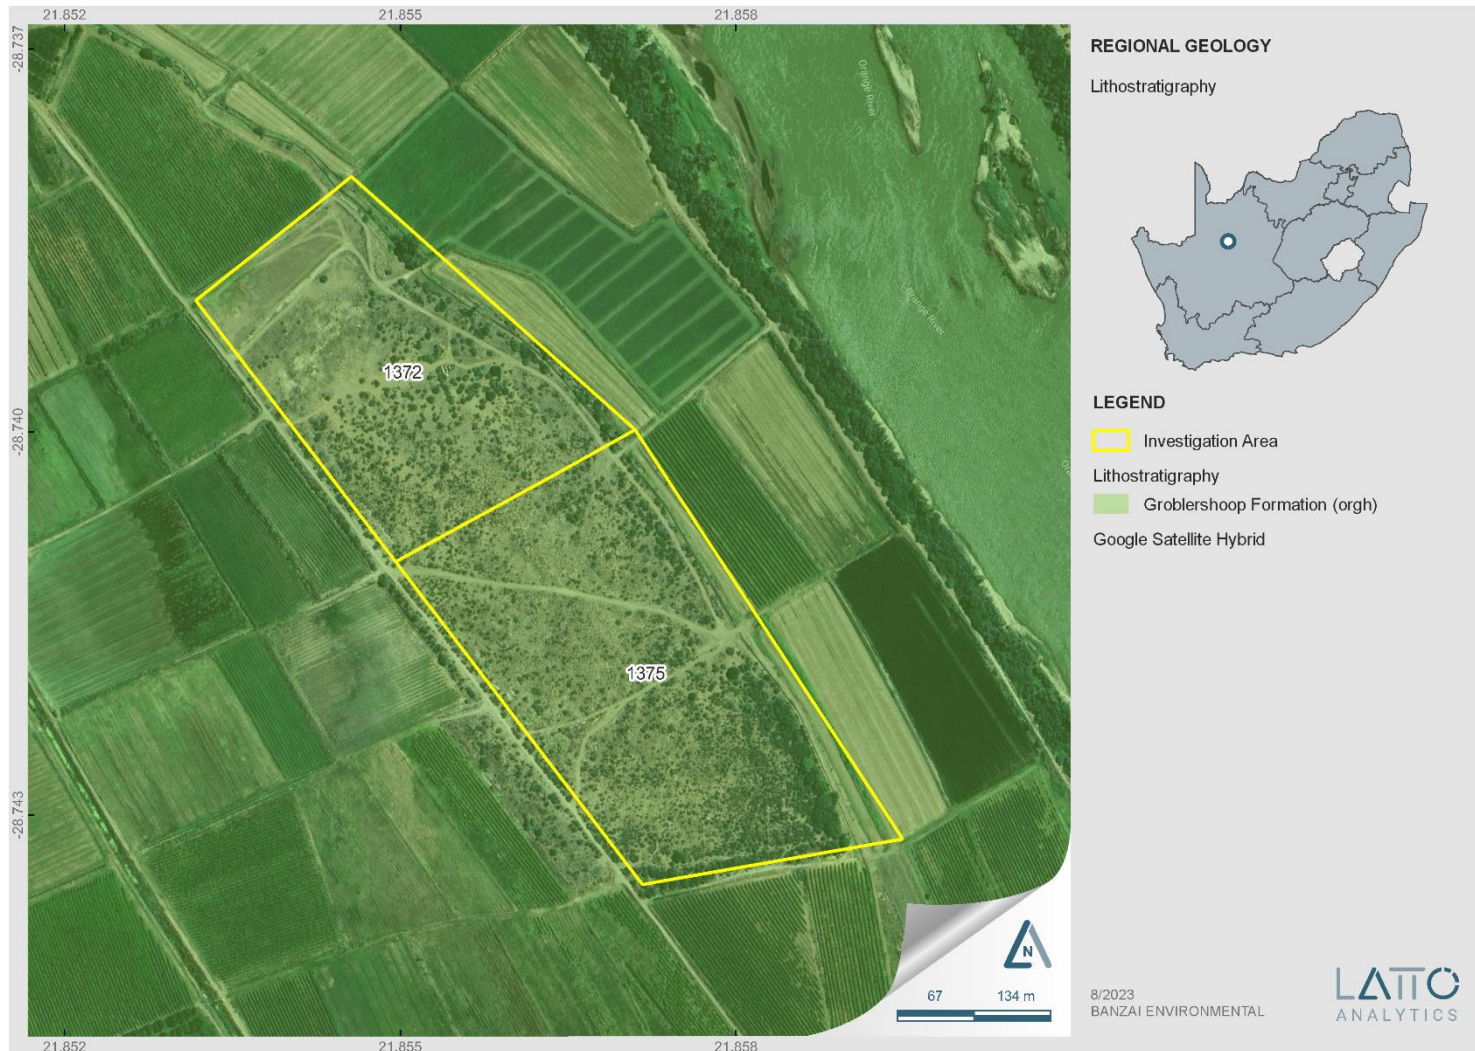 21.852
21.855
21.858
-28.737
-28.740
-28.743
Orange River
Orange River
1372
1375
N
67
134 m
21.852
21.855
21.858
REGIONAL GEOLOGY
Lithostratigraphy
LEGEND
Investigation Area
Lithostratigraphy
Groblershoop Formation (orgh)
Google Satellite Hybrid
8/2023
BANZAI ENVIRONMENTAL
LATTO
ANALYTICS